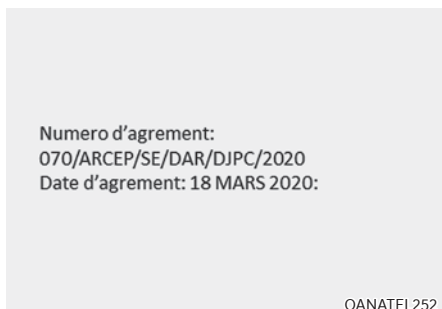 Numero d’agrement:
070/ARCEP/SE/DAR/DJPC/2020
Date d’agrement: 18 MARS 2020:
OANATEL252